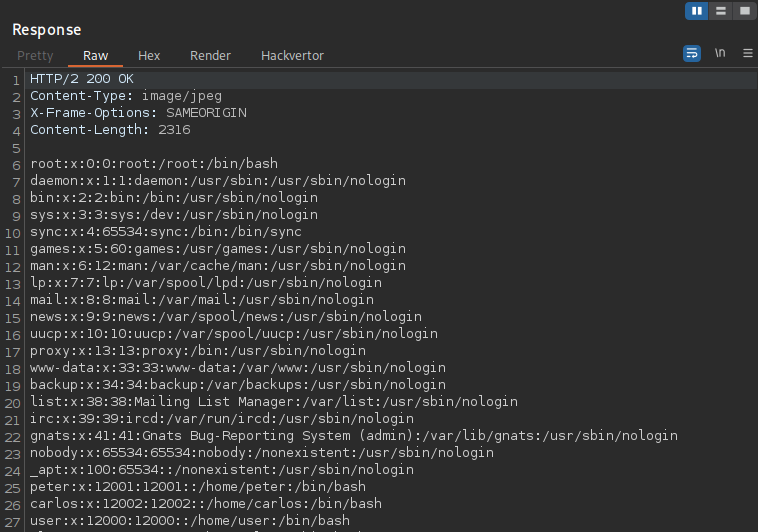 Response
Pretty Raw Hex Render Hackvertor \n
1 HTTP/2 200 OK
2 Content-Type: image/jpeg
3 X-Frame-Options: SAMEORIGIN
4 Content-Length: 2316
5
6 root:x:0:0:root:/root:/bin/bash
7 daemon:x:1:1:daemon:/usr/sbin:/usr/sbin/nologin
8 bin:x:2:2:bin:/bin:/usr/sbin/nologin
9 sys:x:3:3:sys:/dev:/usr/sbin/nologin
10 sync:x:4:65534:sync:/bin:/bin/sync
11 games:x:5:60:games:/usr/games:/usr/sbin/nologin
12 man:x:6:12:man:/var/cache/man:/usr/sbin/nologin
13 lp:x:7:7:lp:/var/spool/lpd:/usr/sbin/nologin
14 mail:x:8:8:mail:/var/mail:/usr/sbin/nologin
15 news:x:9:9:news:/var/spool/news:/usr/sbin/nologin
16 uucp:x:10:10:uucp:/var/spool/uucp:/usr/sbin/nologin
17 proxy:x:13:13:proxy:/bin:/usr/sbin/nologin
18 www-data:x:33:33:www-data:/var/www:/usr/sbin/nologin
19 backup:x:34:34:backup:/var/backups:/usr/sbin/nologin
20 list:x:38:38:Mailing List Manager:/var/list:/usr/sbin/nologin
21 irc:x:39:39:ircd:/var/run/ircd:/usr/sbin/nologin
22 gnats:x:41:41:Gnats Bug-Reporting System (admin):/var/lib/gnats:/usr/sbin/nologin
23 nobody:x:65534:65534:nobody:/nonexistent:/usr/sbin/nologin
24 _apt:x:100:65534::/nonexistent:/usr/sbin/nologin
25 peter:x:12001:12001::/home/peter:/bin/bash
26 carlos:x:12002:12002::/home/carlos:/bin/bash
27 user:x:12000:12000::/home/user:/bin/bash